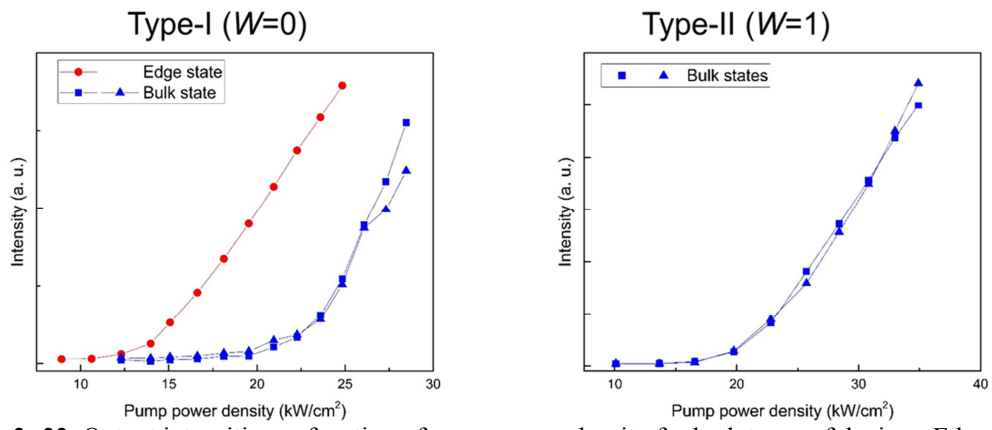 Type-I (W=0)
Type-II (W=1)
Edge state
Bulk state
Intensity (a. u.)
10 15 20 25 30
Pump power density (kW/cm²)
Bulk states
Intensity (a. u.)
10 20 30 40
Pump power density (kW/cm²)